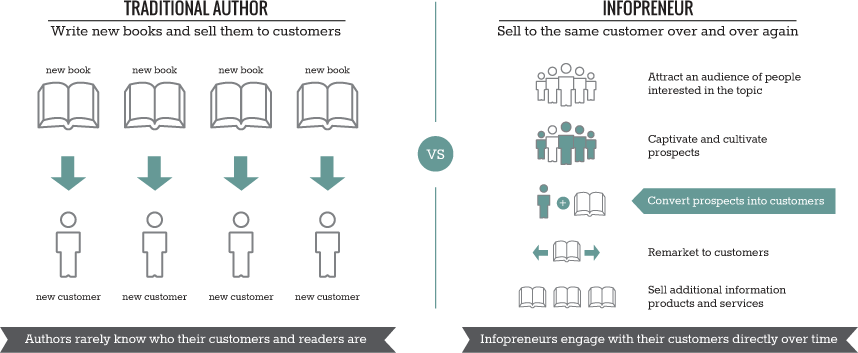 TRADITIONAL AUTHOR
Write new books and sell them to customers
new book new book new book new book
new customer new customer new customer new customer
Authors rarely know who their customers and readers are
VS
INFOPRENEUR
Sell to the same customer over and over again
Attract an audience of people
interested in the topic
Captivate and cultivate
prospects
+
Convert prospects into customers
Remarket to customers
Sell additional information
products and services
Infopreneurs engage with their customers directly over time